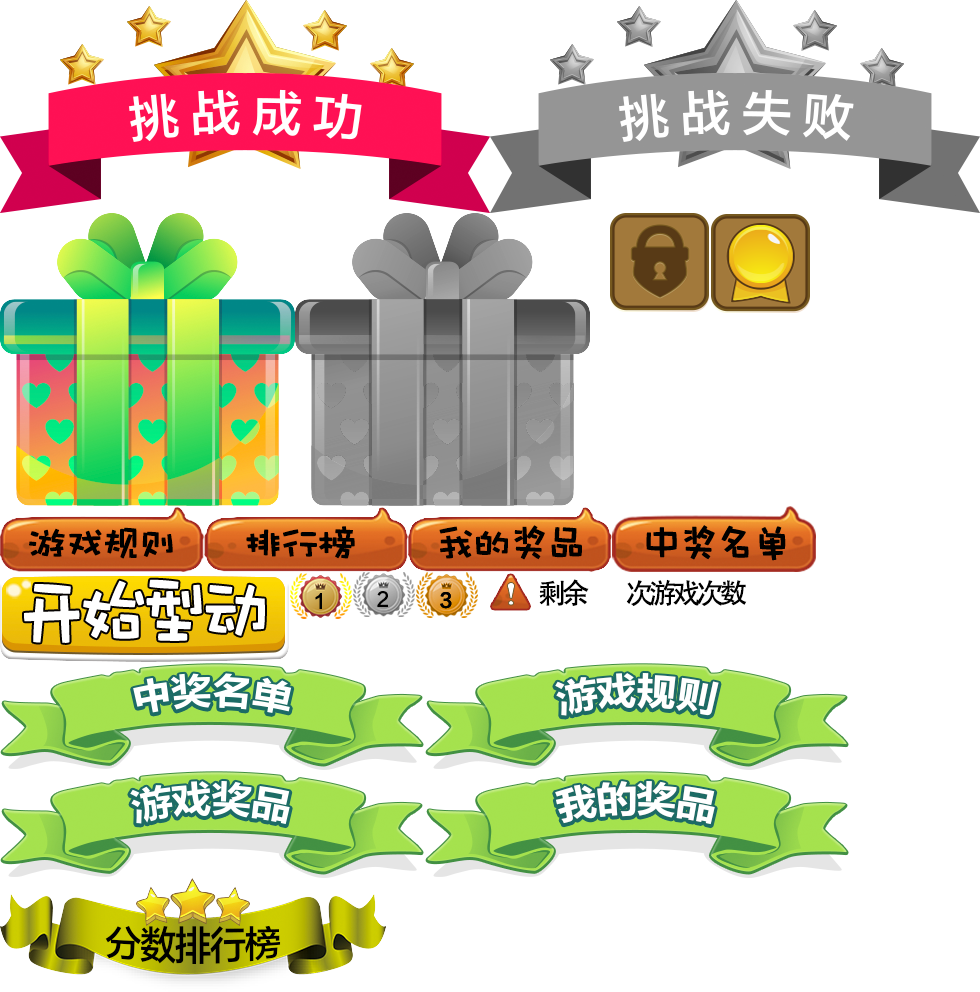 挑战成功
挑战失败
游戏规则
排行榜
我的奖品
中奖名单
开始型动
1
2
3
剩余 次游戏次数
中奖名单
游戏规则
游戏奖品
我的奖品
分数排行榜